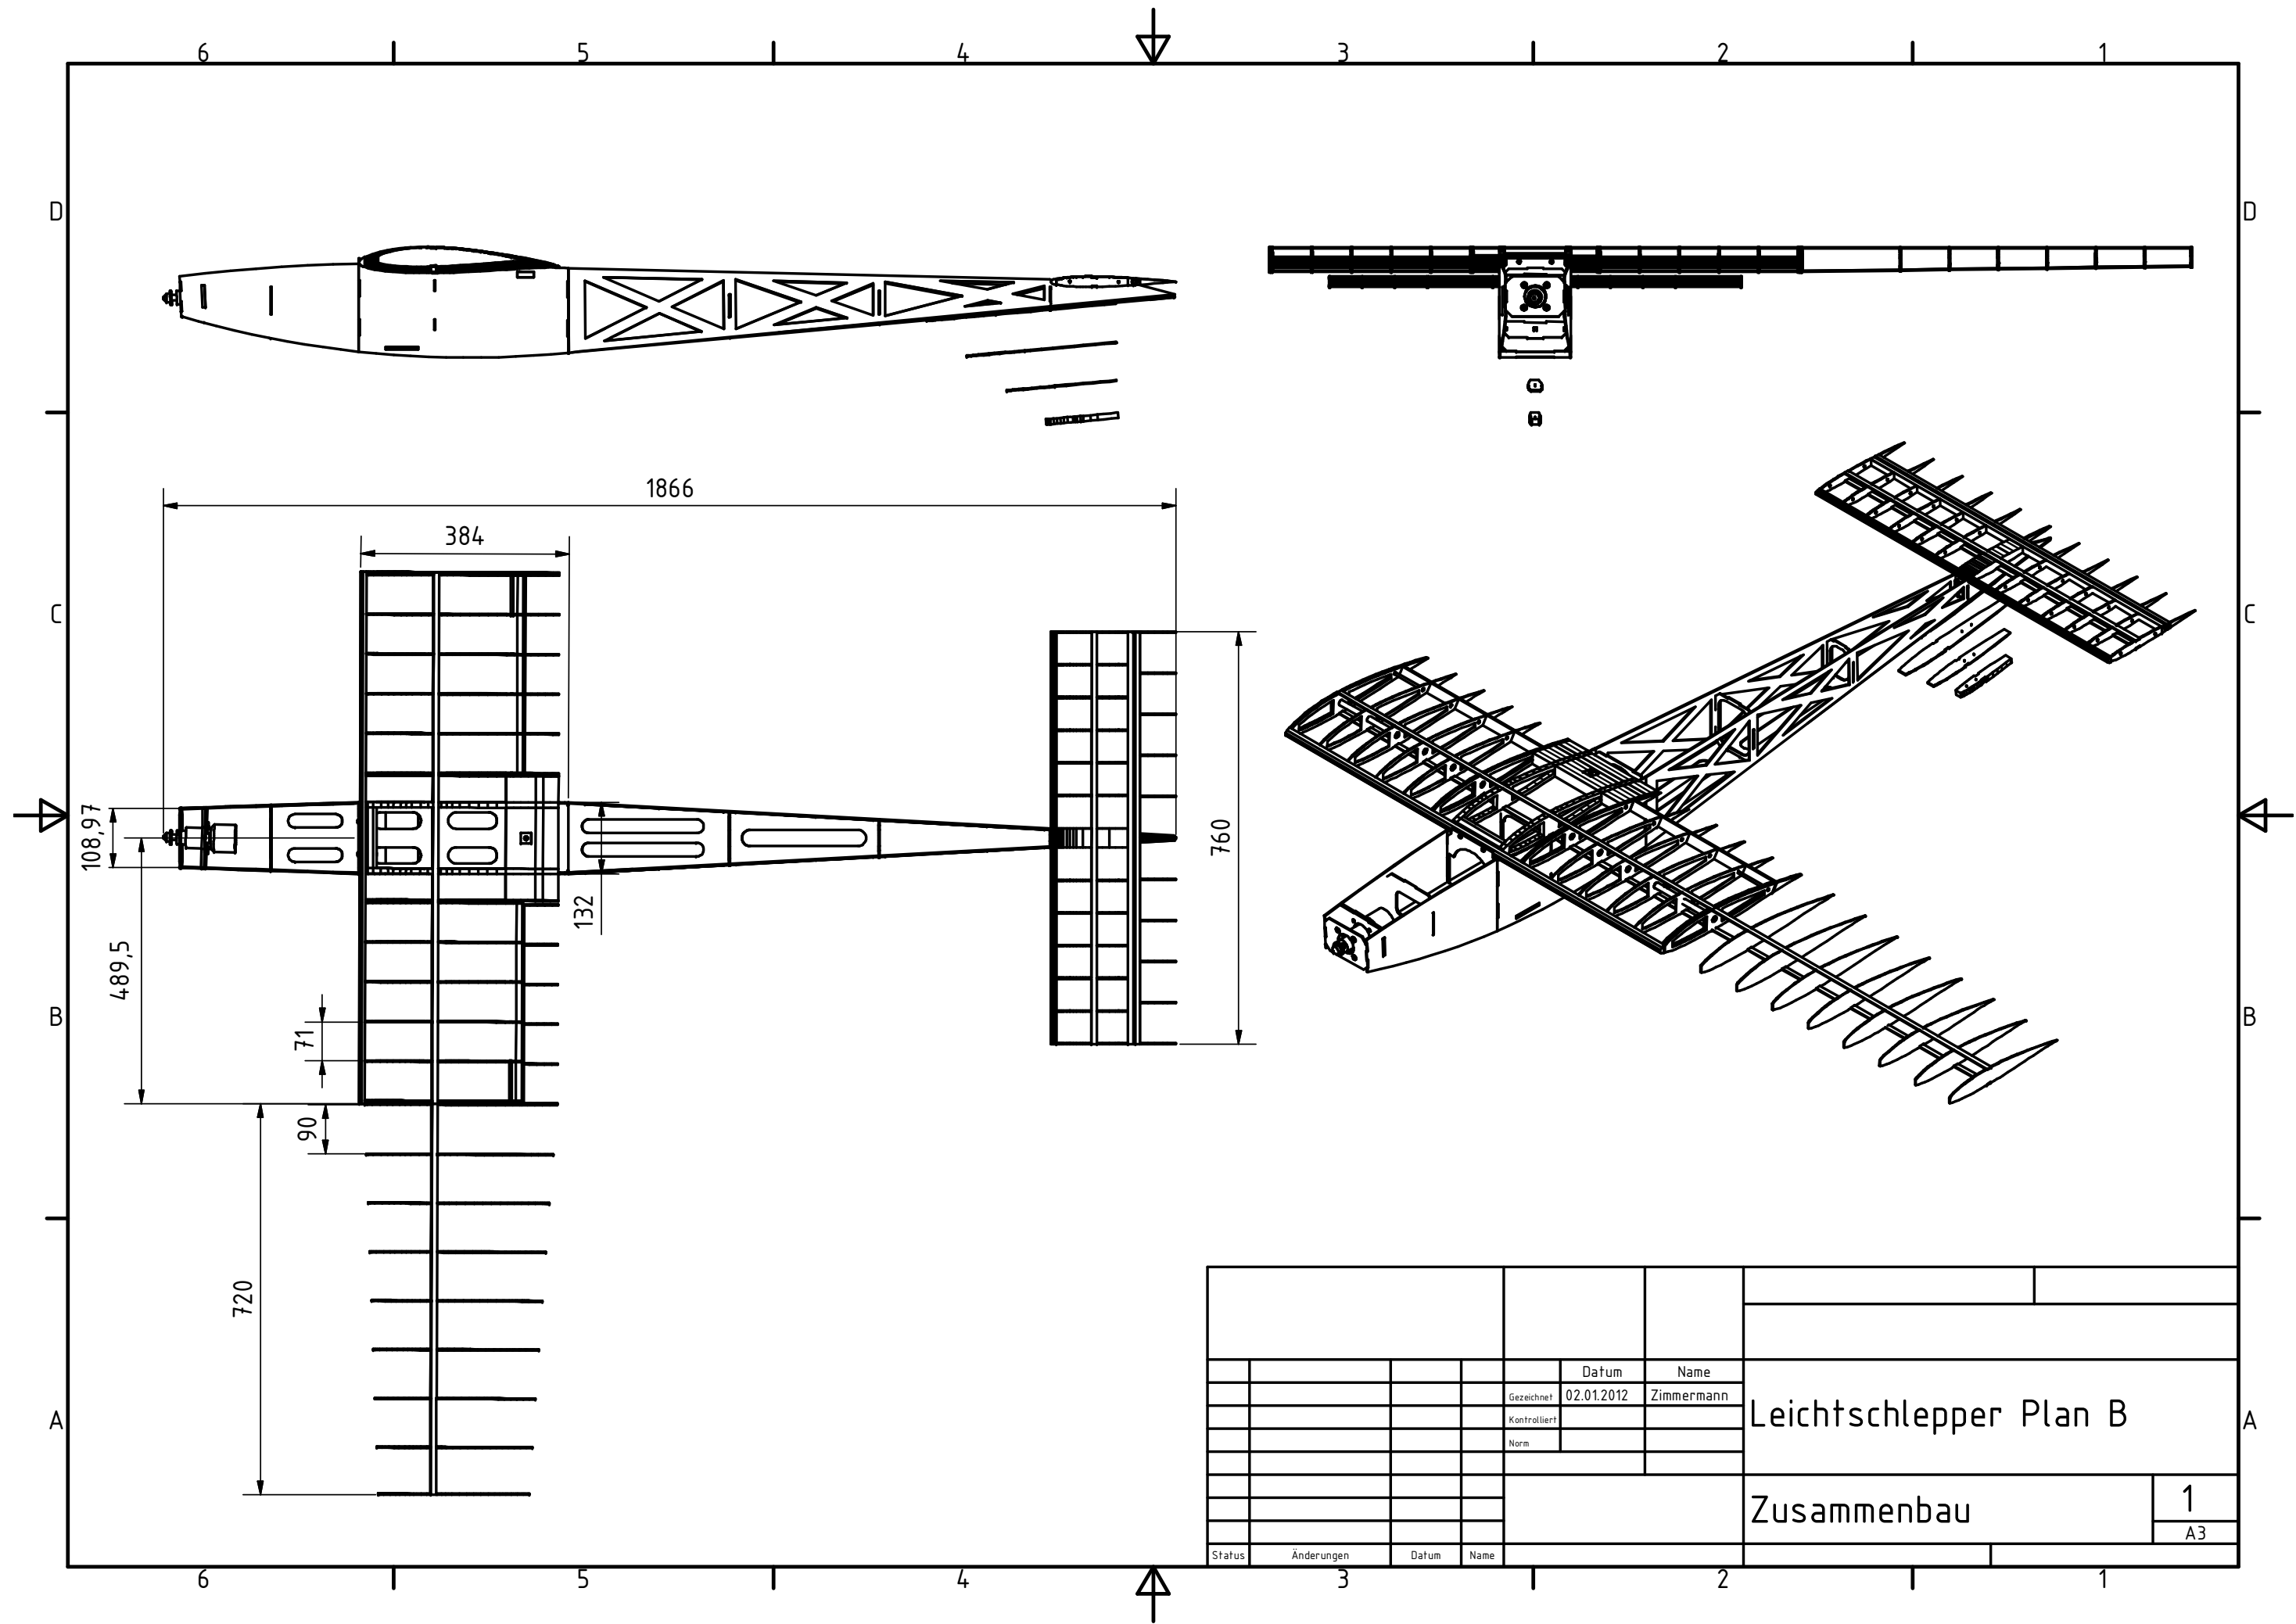 6 5 4 3 2 1
D D
1866
384
C C
108,97
760
132
489,5
B B
71
90
720
Datum Name
Gezeichnet 02.01.2012 Zimmermann
Kontrolliert
Norm
Leichtschlepper Plan B
A A
Zusammenbau
1
A3
Status Änderungen Datum Name
6 5 4 3 2 1